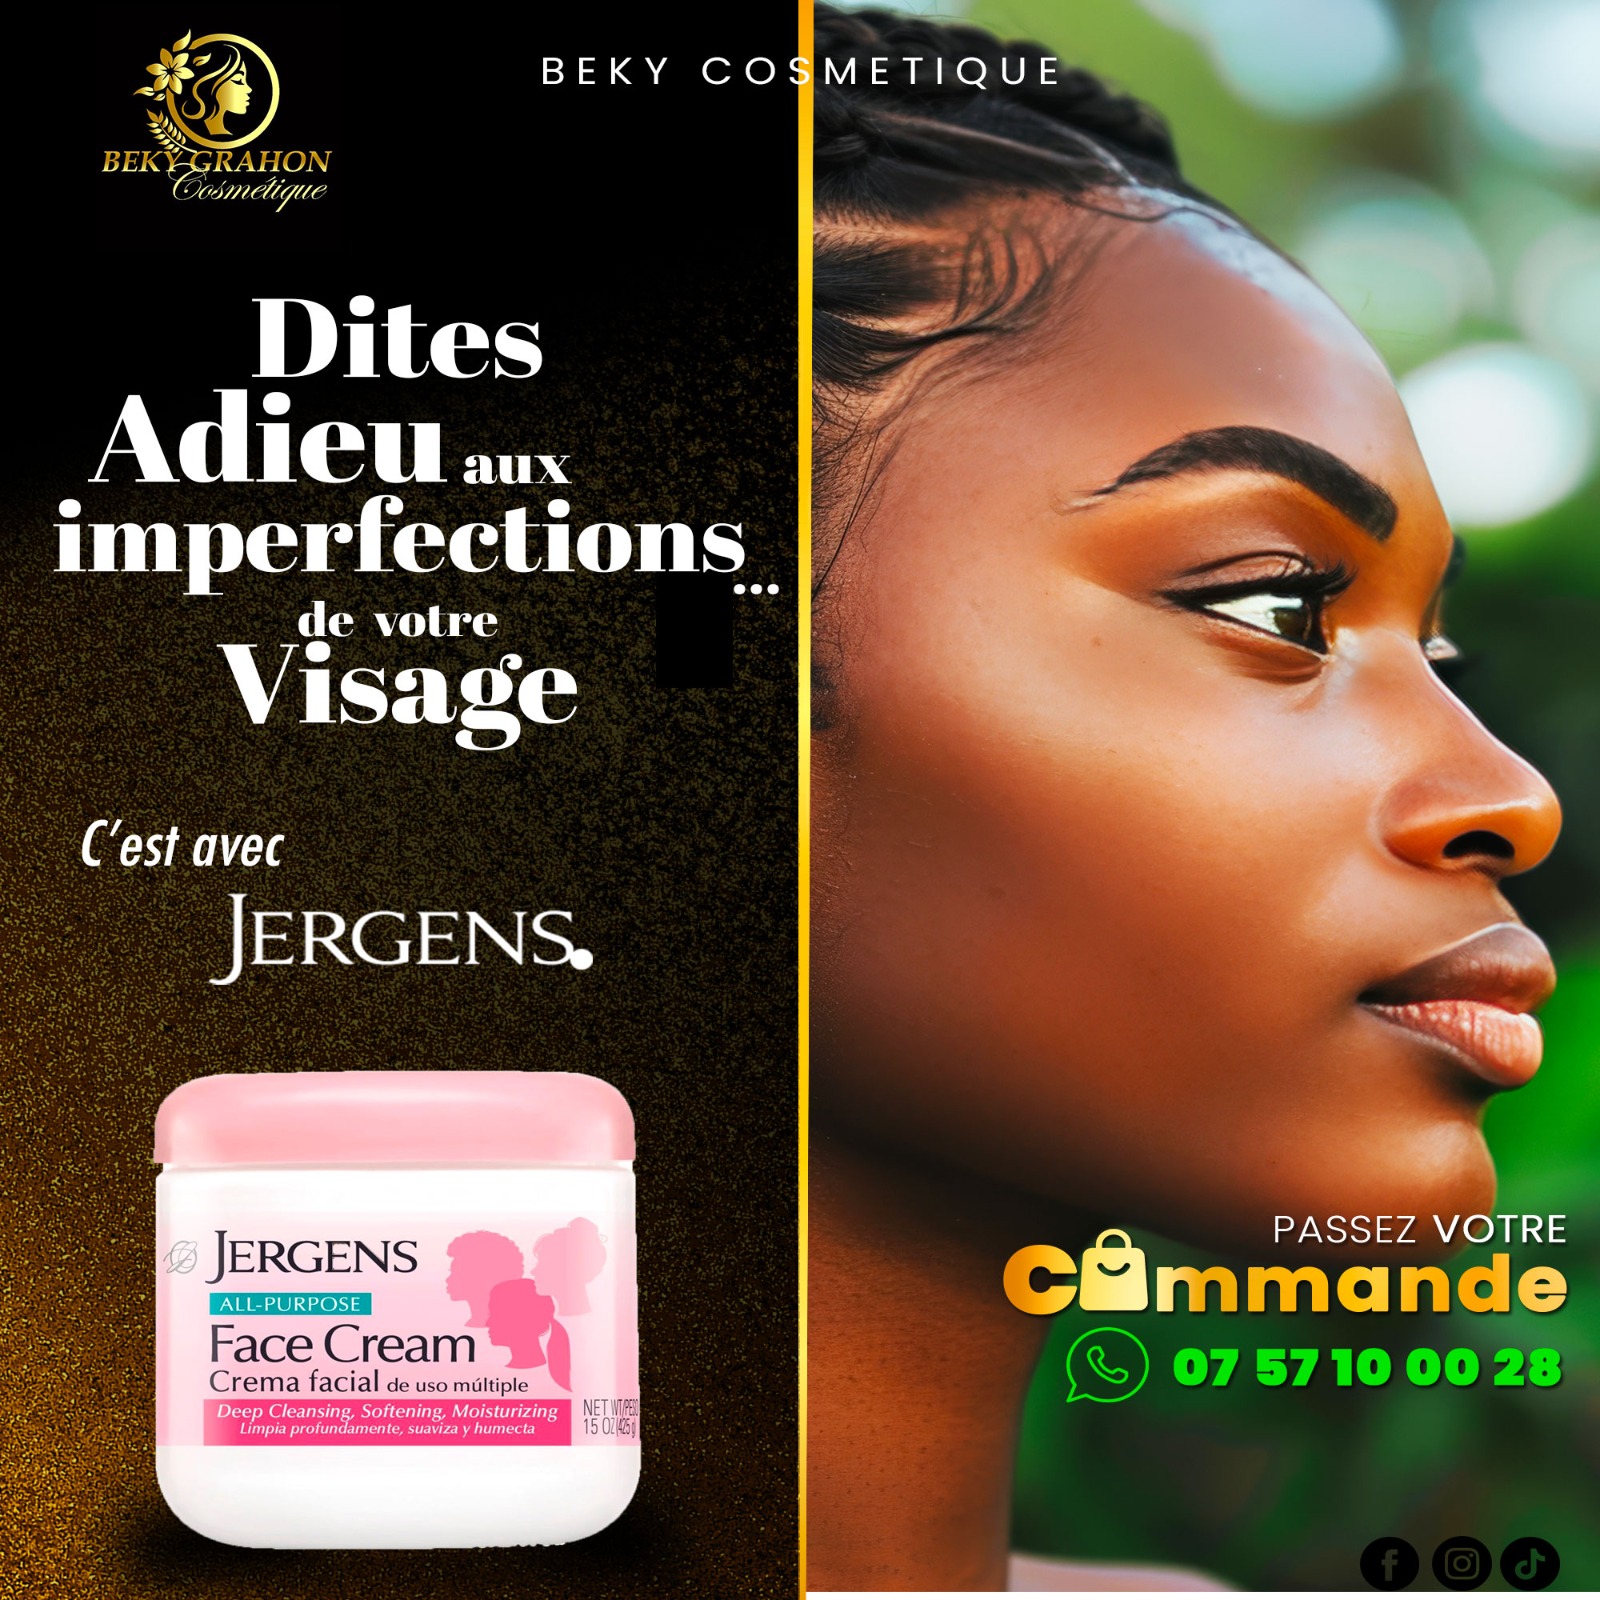 BEKY COSMETIQUE
BEKY GRAHON
Cosmétique
Dites
Adieu aux
imperfections...
de votre
Visage
C'est avec
JERGENS.
JERGENS
ALL-PURPOSE
Face Cream
Crema facial de uso múltiple
Deep Cleansing, Softening, Moisturizing
Limpia profundamente, suaviza y humecta
NET WT/PESO
15 OZ (425 g)
PASSEZ VOTRE
Commande
07 57 10 00 28